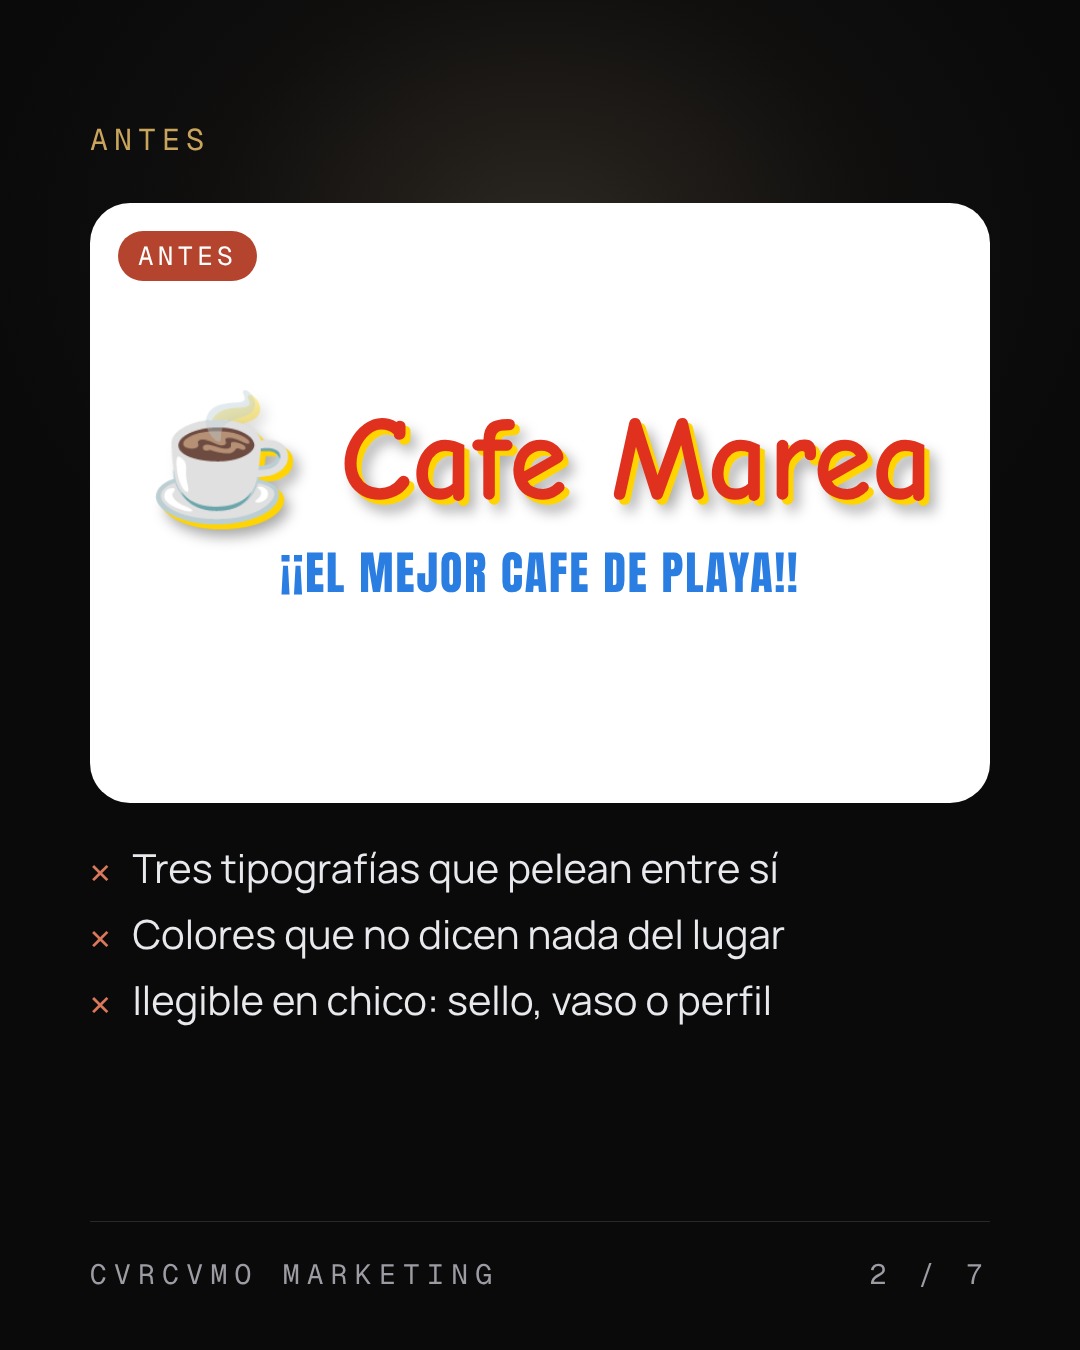 ANTES
ANTES
Cafe Marea
¡¡EL MEJOR CAFE DE PLAYA!!
× Tres tipografías que pelean entre sí
× Colores que no dicen nada del lugar
× Ilegible en chico: sello, vaso o perfil
CVRCVMO MARKETING 2 / 7